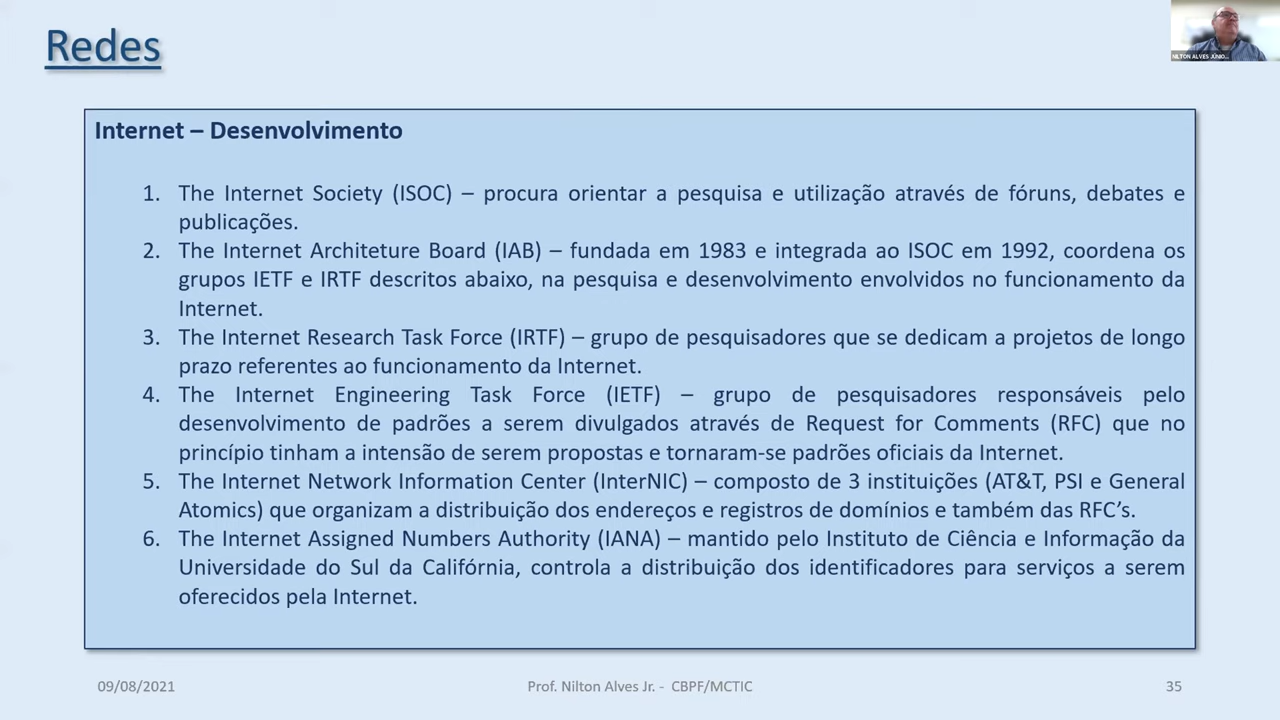 Redes
NILTON ALVES JÚNIO...
Internet – Desenvolvimento
1. The Internet Society (ISOC) – procura orientar a pesquisa e utilização através de fóruns, debates e
publicações.
2. The Internet Architeture Board (IAB) – fundada em 1983 e integrada ao ISOC em 1992, coordena os
grupos IETF e IRTF descritos abaixo, na pesquisa e desenvolvimento envolvidos no funcionamento da
Internet.
3. The Internet Research Task Force (IRTF) – grupo de pesquisadores que se dedicam a projetos de longo
prazo referentes ao funcionamento da Internet.
4. The Internet Engineering Task Force (IETF) – grupo de pesquisadores responsáveis pelo
desenvolvimento de padrões a serem divulgados através de Request for Comments (RFC) que no
princípio tinham a intensão de serem propostas e tornaram-se padrões oficiais da Internet.
5. The Internet Network Information Center (InterNIC) – composto de 3 instituições (AT&T, PSI e General
Atomics) que organizam a distribuição dos endereços e registros de domínios e também das RFC’s.
6. The Internet Assigned Numbers Authority (IANA) – mantido pelo Instituto de Ciência e Informação da
Universidade do Sul da Califórnia, controla a distribuição dos identificadores para serviços a serem
oferecidos pela Internet.
09/08/2021
Prof. Nilton Alves Jr. - CBPF/MCTIC
35